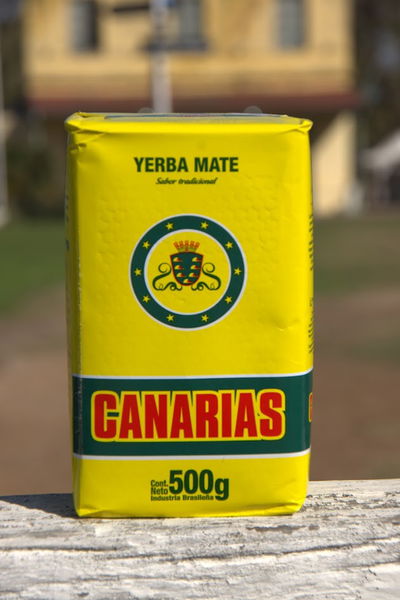 YERBA MATE
Sabor tradicional
CANARIAS
Cont. Neto 500g
Industria Brasileña